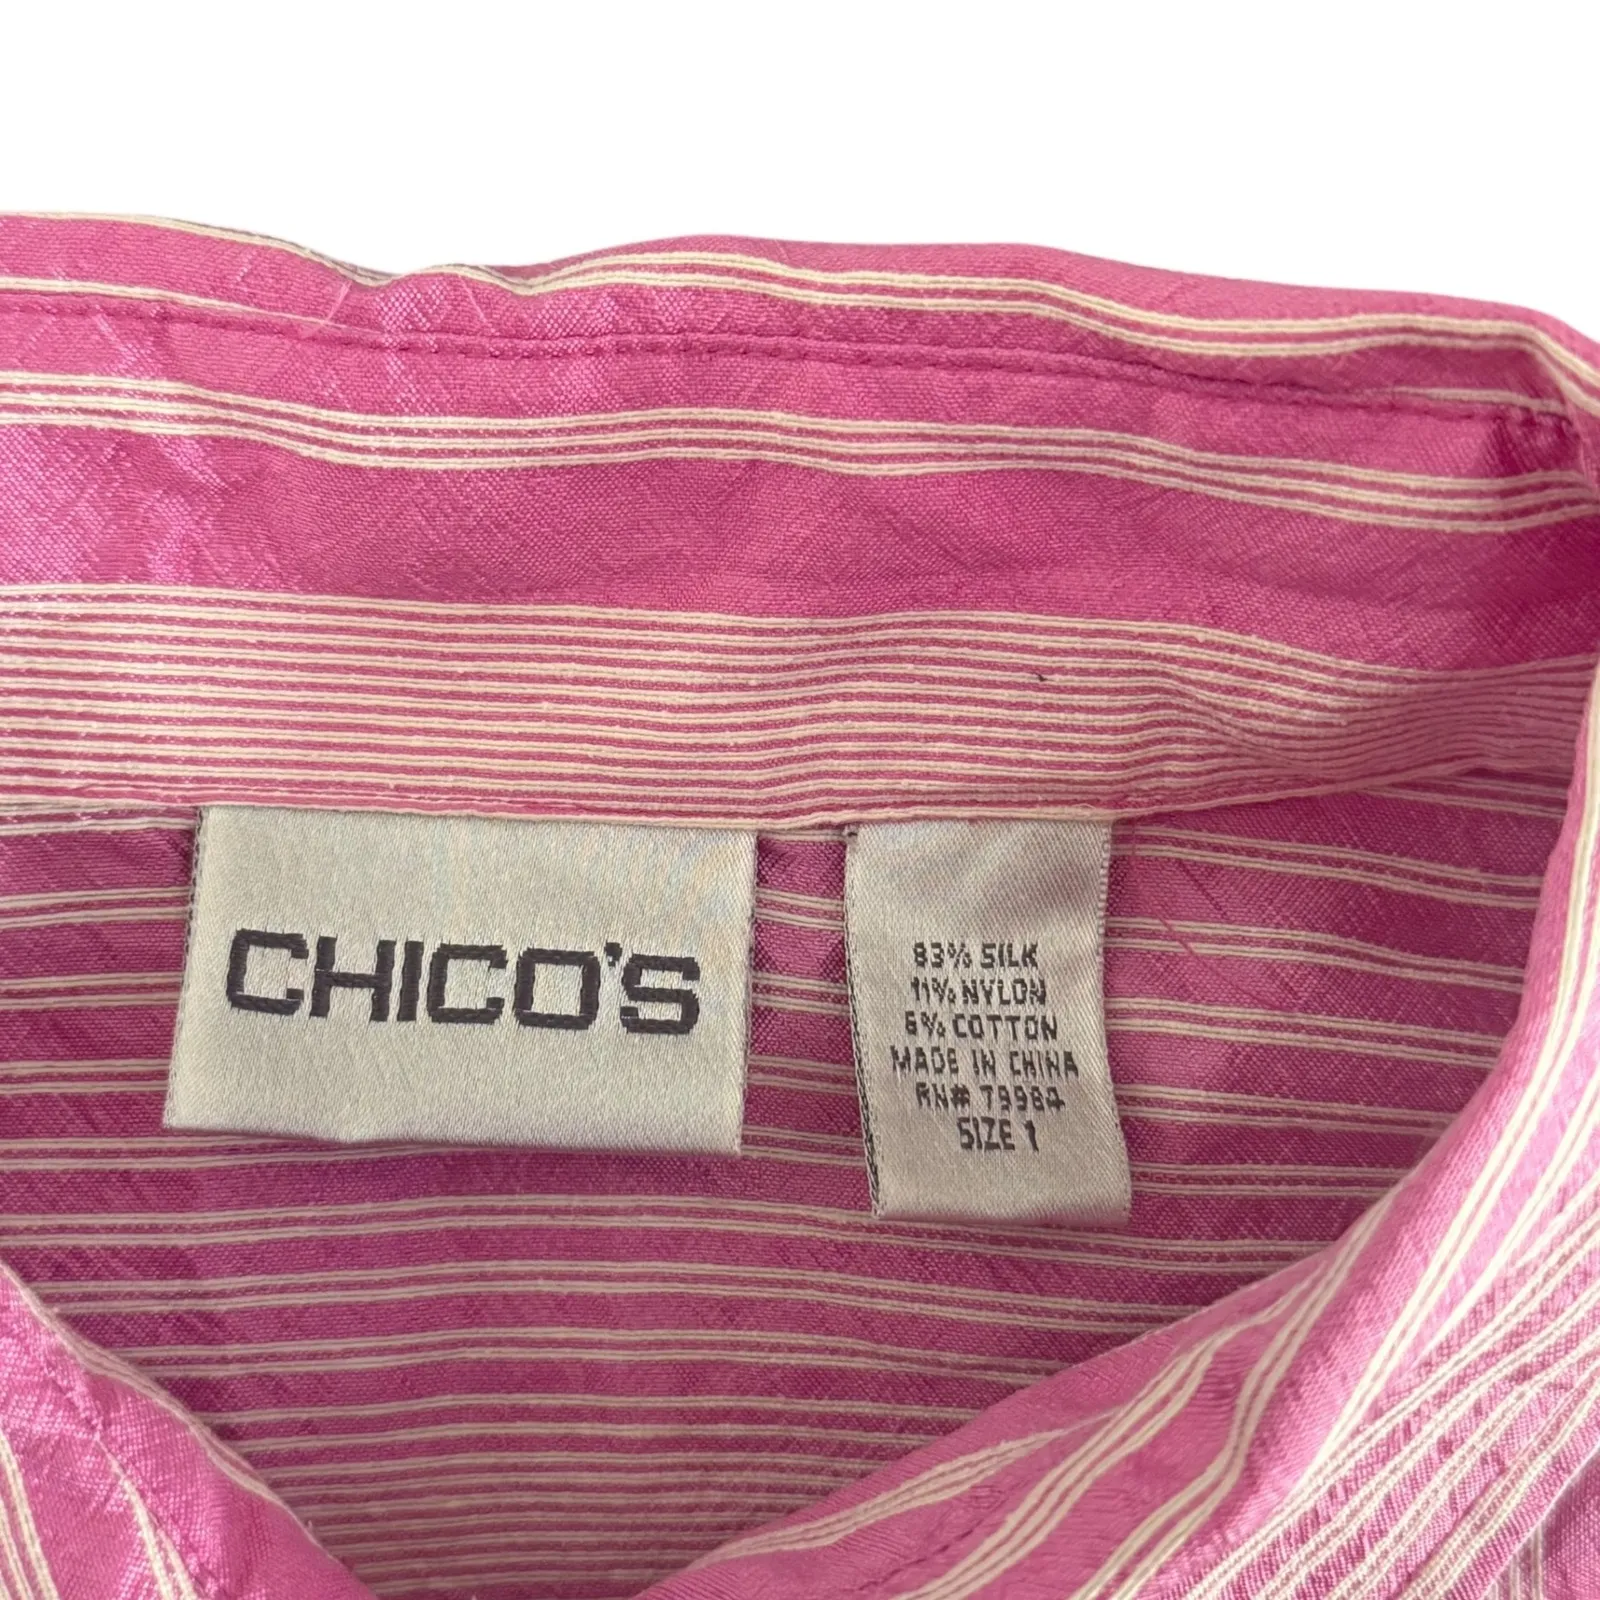 CHICO'S
83% SILK
11% NYLON
6% COTTON
MADE IN CHINA
RN# 79984
SIZE 1